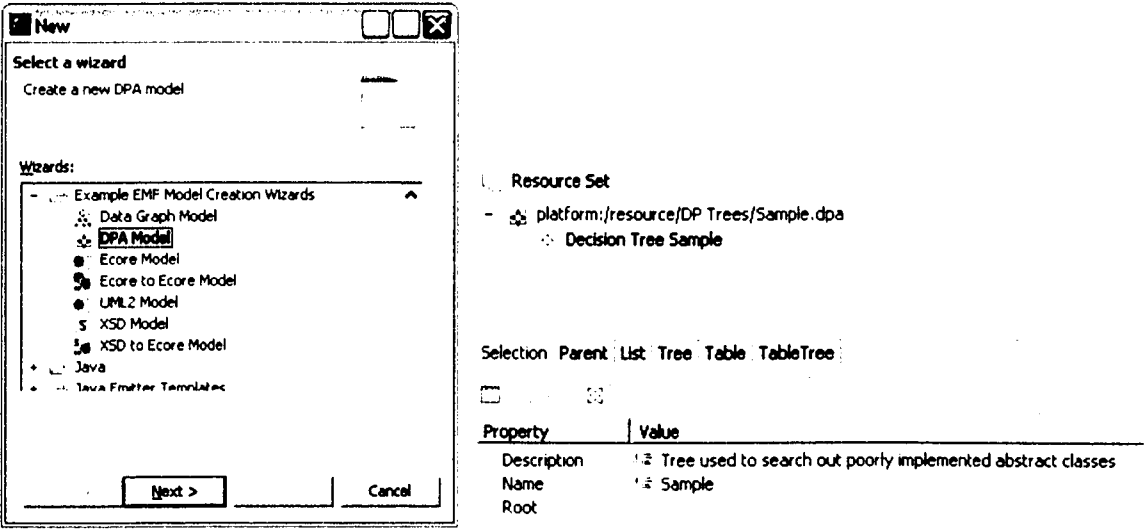 New
Select a wizard
Create a new DPA model
Wizards:
Example EMF Model Creation Wizards
Data Graph Model
DPA Model
Ecore Model
Ecore to Ecore Model
UML2 Model
XSD Model
XSD to Ecore Model
Java
Java Emitter Templates
Next >
Cancel
Resource Set
platform:/resource/DP Trees/Sample.dpa
Decision Tree Sample
Selection Parent List Tree Table TableTree
Property Value
Description Tree used to search out poorly implemented abstract classes
Name Sample
Root